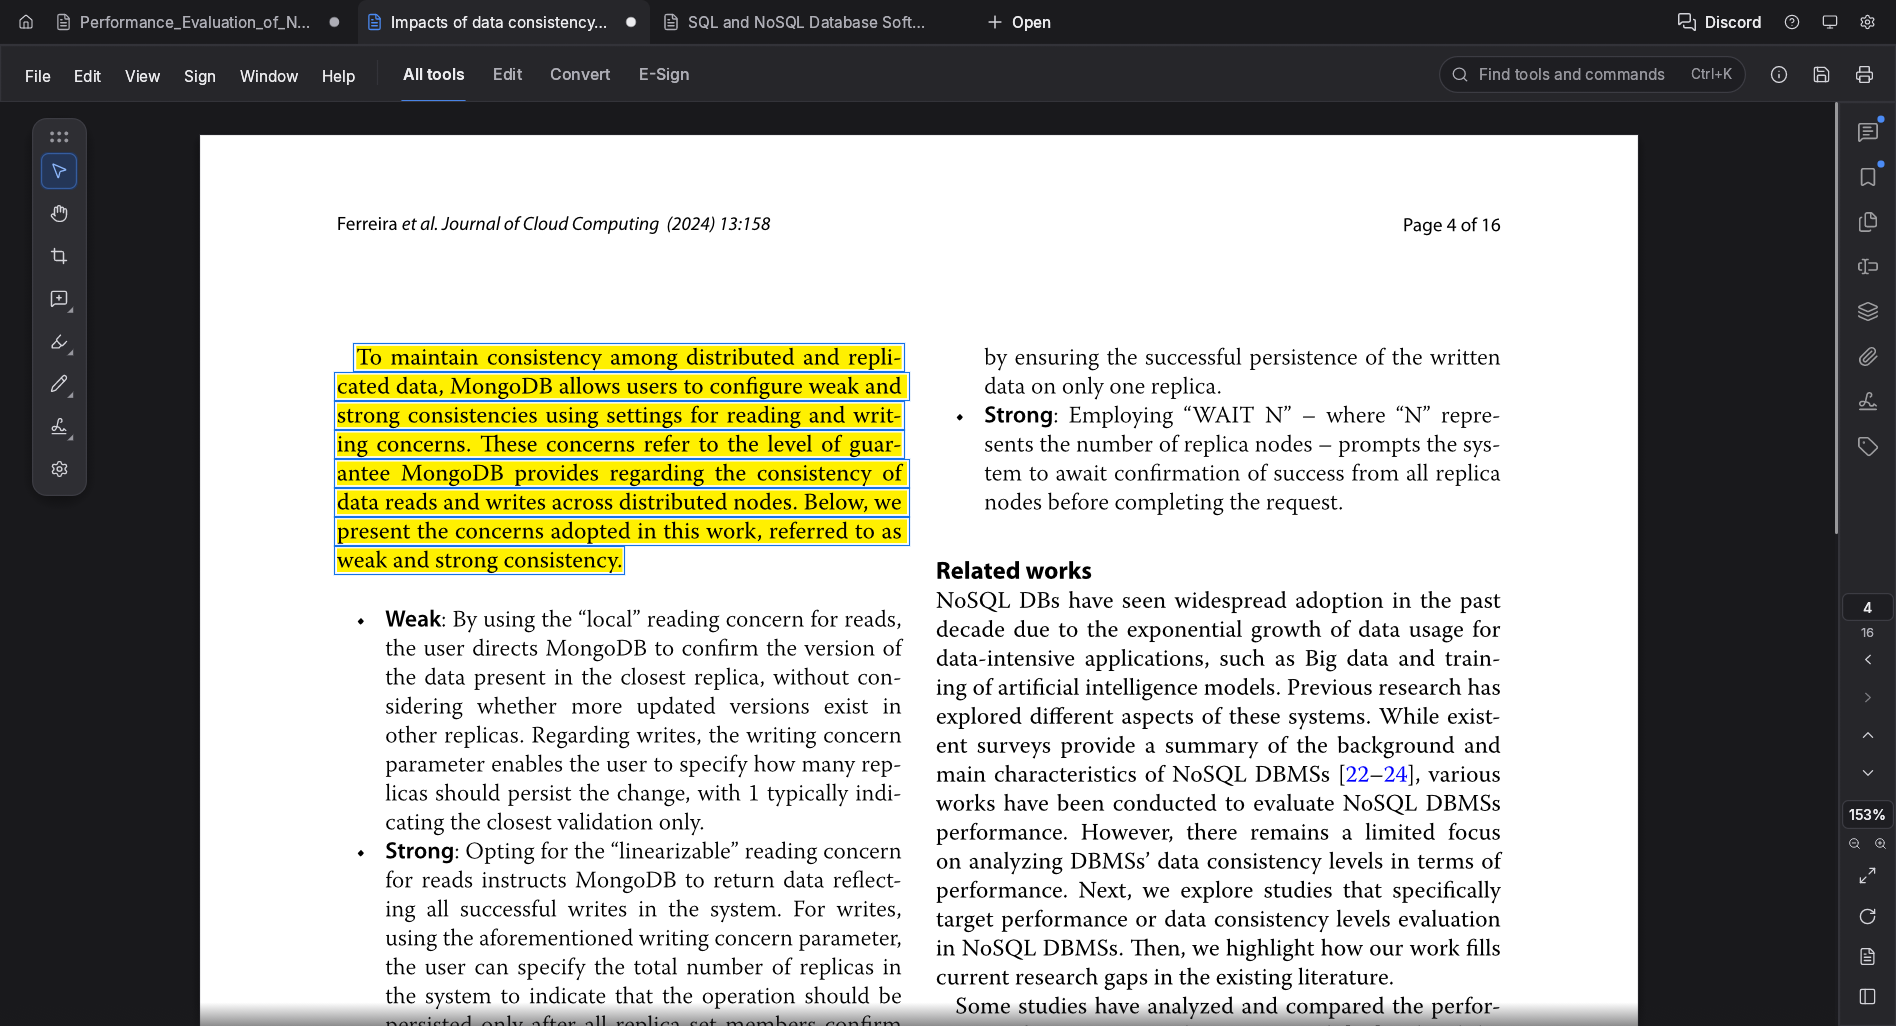 Performance_Evaluation_of_N...
Impacts of data consistency...
SQL and NoSQL Database Soft...
Open
Discord
File
Edit
View
Sign
Window
Help
All tools
Edit
Convert
E-Sign
Find tools and commands
Ctrl+K
Ferreira et al. Journal of Cloud Computing (2024) 13:158
Page 4 of 16
To maintain consistency among distributed and repli-
cated data, MongoDB allows users to configure weak and
strong consistencies using settings for reading and writ-
ing concerns. These concerns refer to the level of guar-
antee MongoDB provides regarding the consistency of
data reads and writes across distributed nodes. Below, we
present the concerns adopted in this work, referred to as
weak and strong consistency.
• Weak: By using the “local” reading concern for reads,
the user directs MongoDB to confirm the version of
the data present in the closest replica, without con-
sidering whether more updated versions exist in
other replicas. Regarding writes, the writing concern
parameter enables the user to specify how many rep-
licas should persist the change, with 1 typically indi-
cating the closest validation only.
• Strong: Opting for the “linearizable” reading concern
for reads instructs MongoDB to return data reflect-
ing all successful writes in the system. For writes,
using the aforementioned writing concern parameter,
the user can specify the total number of replicas in
the system to indicate that the operation should be
persisted only after all replica set members confirm
by ensuring the successful persistence of the written
data on only one replica.
• Strong: Employing “WAIT N” – where “N” repre-
sents the number of replica nodes – prompts the sys-
tem to await confirmation of success from all replica
nodes before completing the request.
Related works
NoSQL DBs have seen widespread adoption in the past
decade due to the exponential growth of data usage for
data-intensive applications, such as Big data and train-
ing of artificial intelligence models. Previous research has
explored different aspects of these systems. While exist-
ent surveys provide a summary of the background and
main characteristics of NoSQL DBMSs [22–24], various
works have been conducted to evaluate NoSQL DBMSs
performance. However, there remains a limited focus
on analyzing DBMSs’ data consistency levels in terms of
performance. Next, we explore studies that specifically
target performance or data consistency levels evaluation
in NoSQL DBMSs. Then, we highlight how our work fills
current research gaps in the existing literature.
Some studies have analyzed and compared the perfor-
4
16
153%